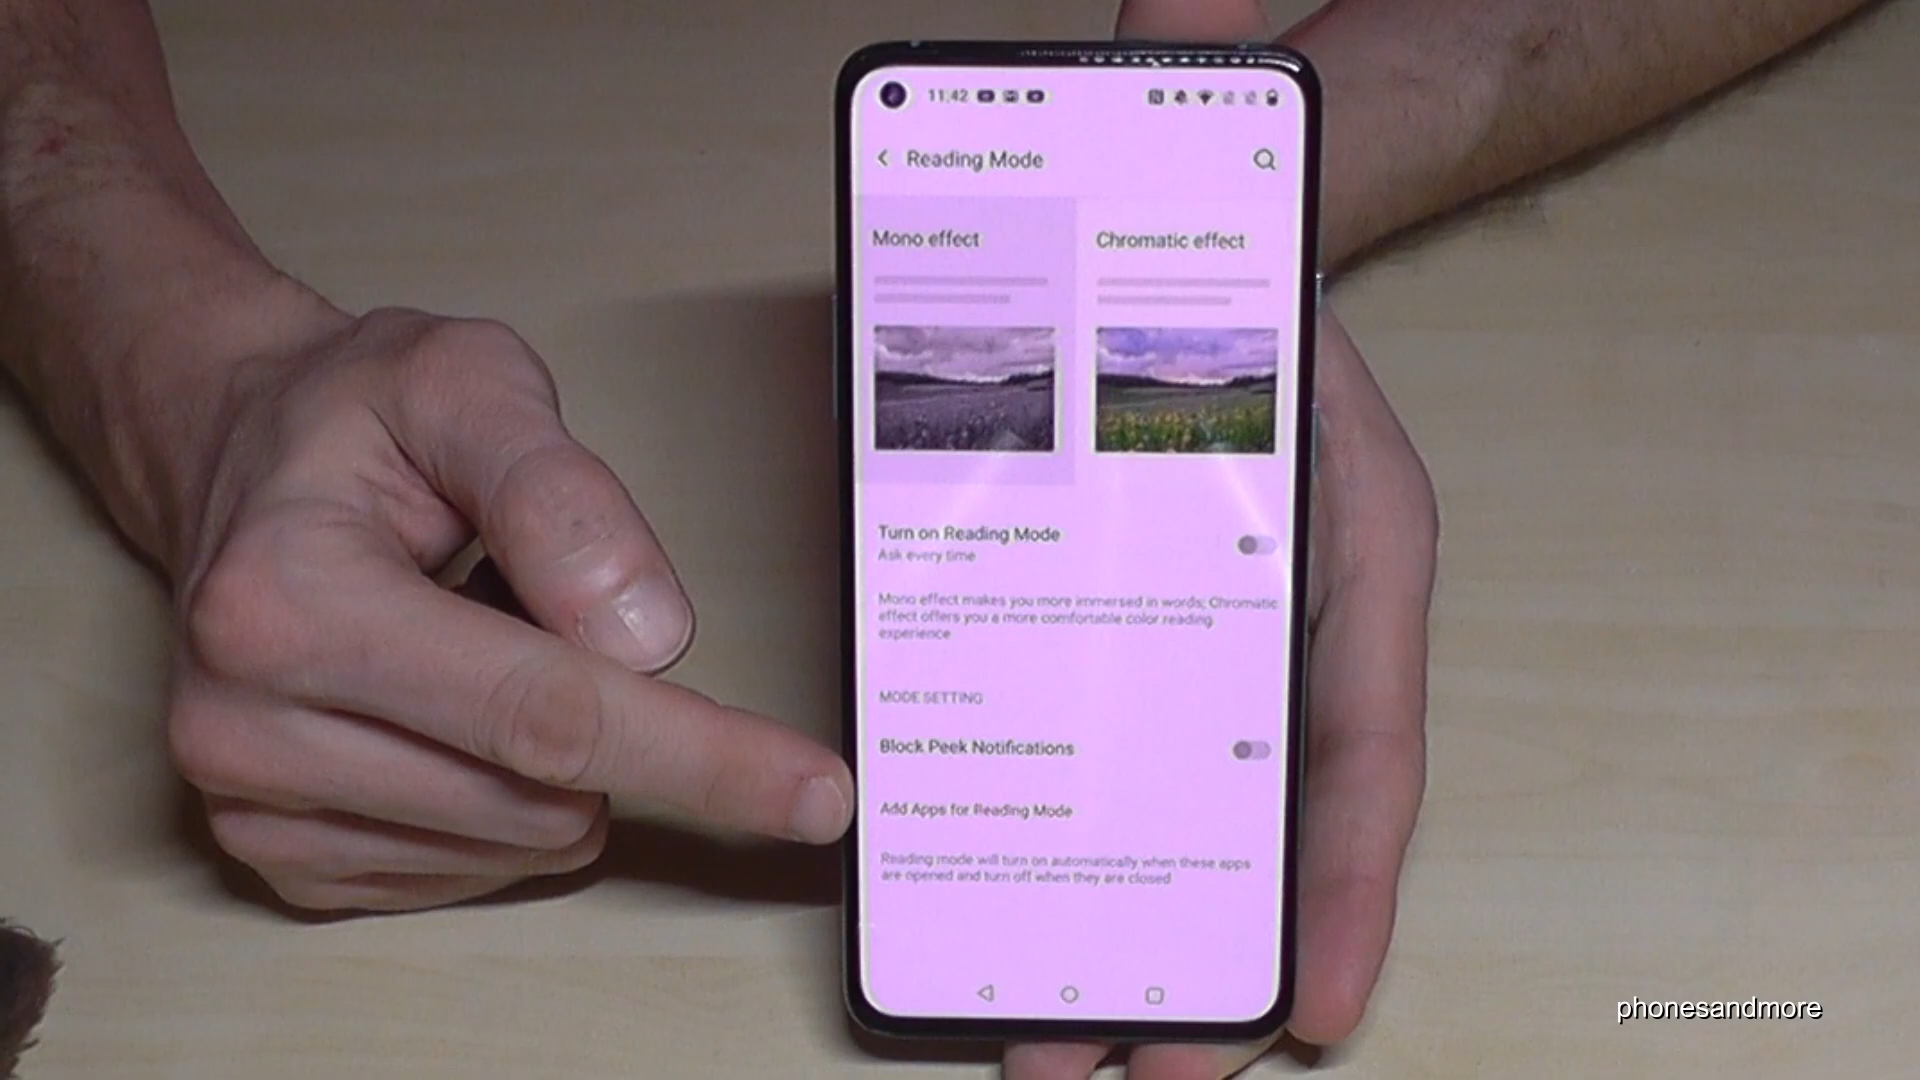 11:42
Reading Mode
Mono effect
Chromatic effect
Turn on Reading Mode
Ask every time
Mono effect makes you more immersed in words; Chromatic
effect offers you a more comfortable color reading
experience
MODE SETTING
Block Peek Notifications
Add Apps for Reading Mode
Reading mode will turn on automatically when these apps
are opened and turn off when they are closed
phonesandmore